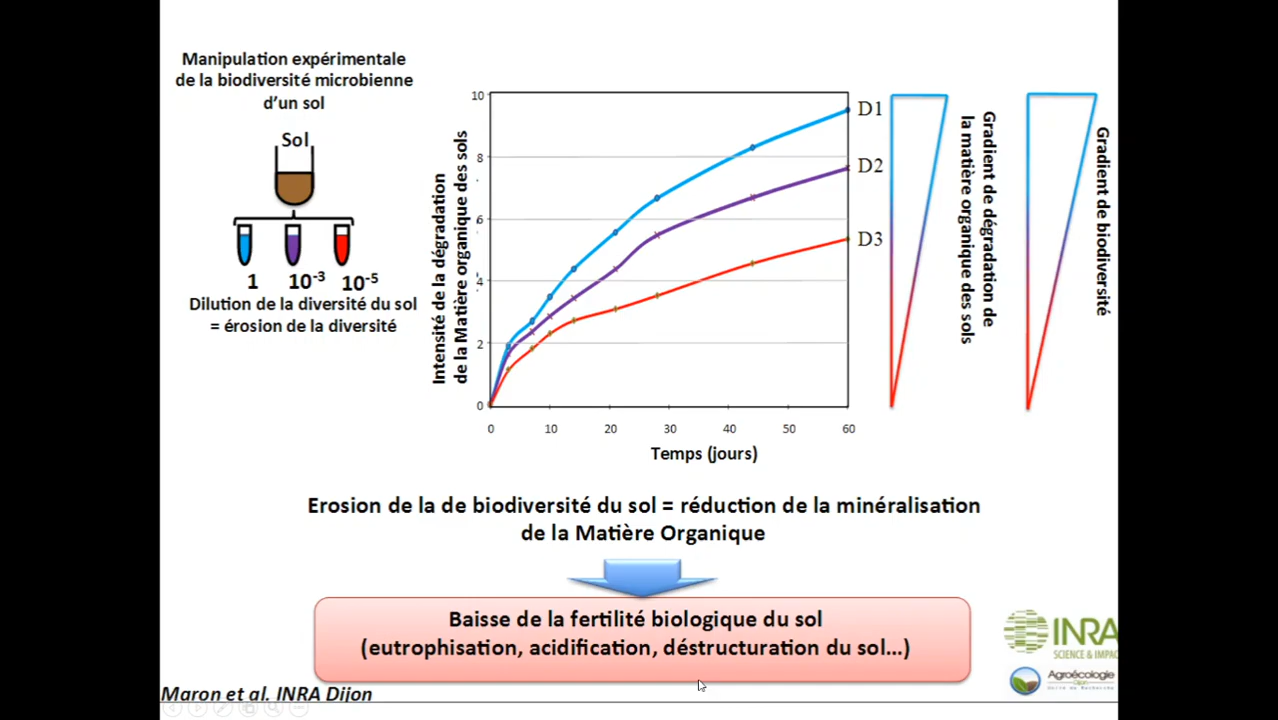 Manipulation expérimentale
de la biodiversité microbienne
d'un sol
Sol
1 10-3 10-5
Dilution de la diversité du sol
= érosion de la diversité
Intensité de la dégradation
de la Matière organique des sols
10
8
6
4
2
0
0 10 20 30 40 50 60
Temps (jours)
D1
D2
D3
Gradient de dégradation de
la matière organique des sols
Gradient de biodiversité
Erosion de la de biodiversité du sol = réduction de la minéralisation
de la Matière Organique
Baisse de la fertilité biologique du sol
(eutrophisation, acidification, déstructuration du sol…)
Maron et al. INRA Dijon
INRA
SCIENCE & IMPAC
Agroécologie
Dijon